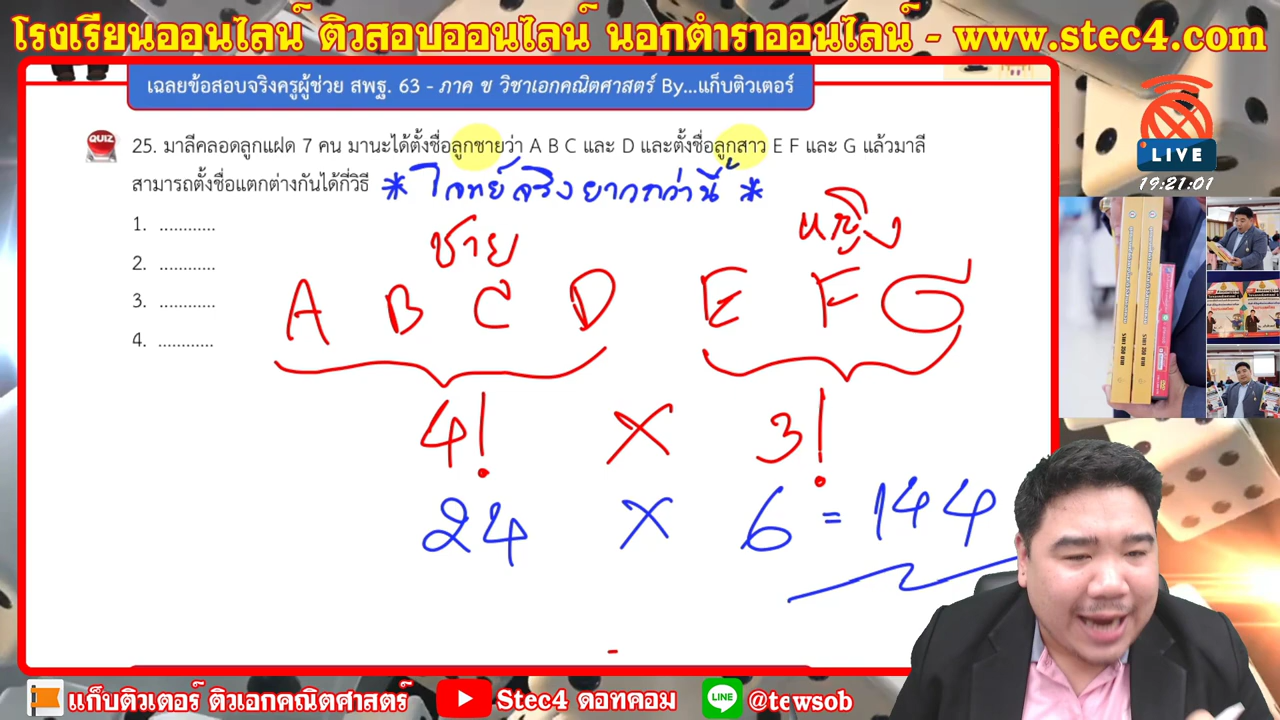 โรงเรียนออนไลน์ ติวสอบออนไลน์ นอกตำราออนไลน์ - www.stec4.com
เฉลยข้อสอบจริงครูผู้ช่วย สพฐ. 63 - ภาค ข วิชาเอกคณิตศาสตร์ By...แก็บติวเตอร์
QUIZ
25. มาลีคลอดลูกแฝด 7 คน มานะได้ตั้งชื่อลูกชายว่า A B C และ D และตั้งชื่อลูกสาว E F และ G แล้วมาลี
สามารถตั้งชื่อแตกต่างกันได้กี่วิธี * โจทย์จริงยากกว่านี้ *
1. ............
2. ............
3. ............
4. ............
ชาย หญิง
A B C D E F G
4! × 3!
24 × 6 = 144
LIVE
19:21:01
แก็บติวเตอร์ ติวเอกคณิตศาสตร์ Stec4 ดอทคอม LINE @tewsob